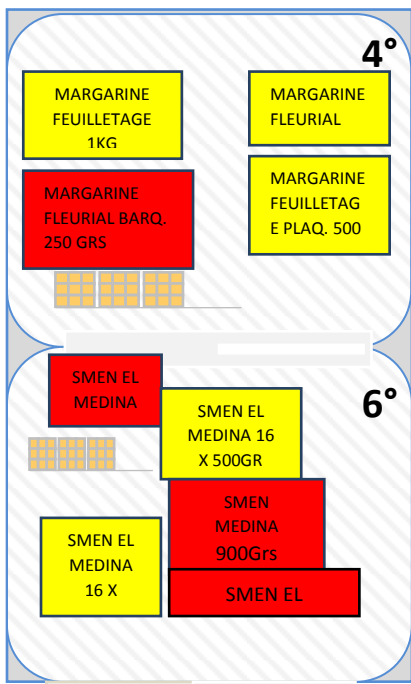 4°
MARGARINE
FEUILLETAGE
1KG
MARGARINE
FLEURIAL
MARGARINE
FLEURIAL BARQ.
250 GRS
MARGARINE
FEUILLETAG
E PLAQ. 500
6°
SMEN EL
MEDINA
SMEN EL
MEDINA 16
X 500GR
SMEN
MEDINA
900Grs
SMEN EL
MEDINA
16 X
SMEN EL